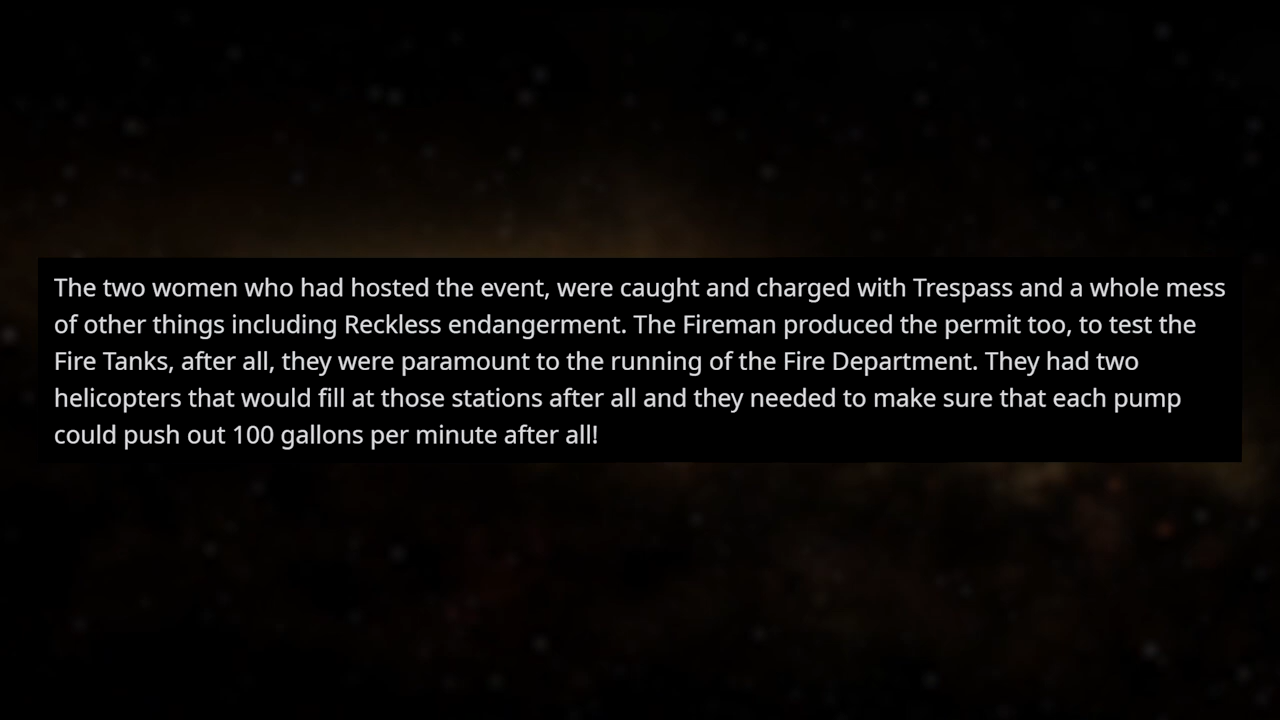 The two women who had hosted the event, were caught and charged with Trespass and a whole mess
of other things including Reckless endangerment. The Fireman produced the permit too, to test the
Fire Tanks, after all, they were paramount to the running of the Fire Department. They had two
helicopters that would fill at those stations after all and they needed to make sure that each pump
could push out 100 gallons per minute after all!